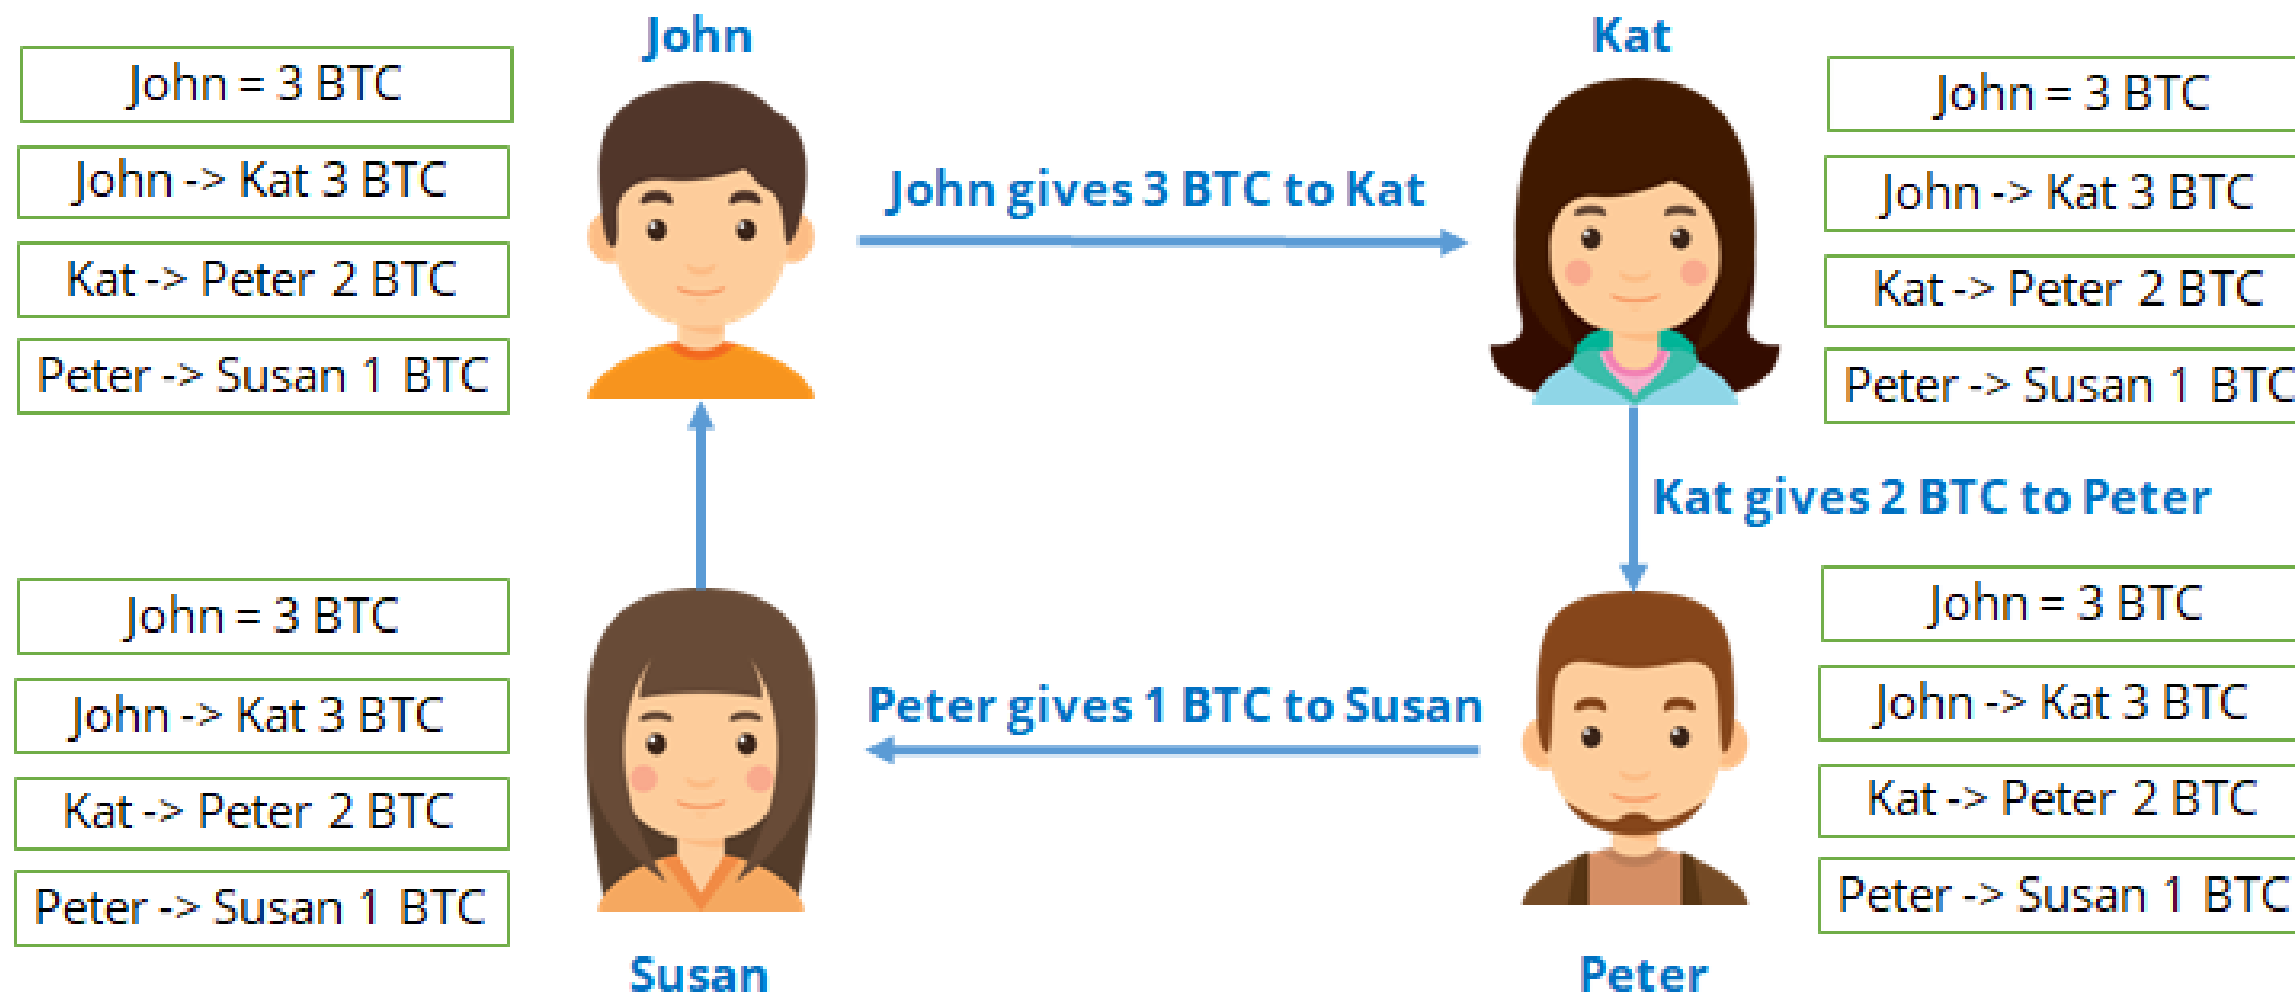 John
Kat
John = 3 BTC
John -> Kat 3 BTC
Kat -> Peter 2 BTC
Peter -> Susan 1 BTC
John gives 3 BTC to Kat
John = 3 BTC
John -> Kat 3 BTC
Kat -> Peter 2 BTC
Peter -> Susan 1 BTC
Kat gives 2 BTC to Peter
John = 3 BTC
John -> Kat 3 BTC
Kat -> Peter 2 BTC
Peter -> Susan 1 BTC
Peter gives 1 BTC to Susan
John = 3 BTC
John -> Kat 3 BTC
Kat -> Peter 2 BTC
Peter -> Susan 1 BTC
Susan
Peter